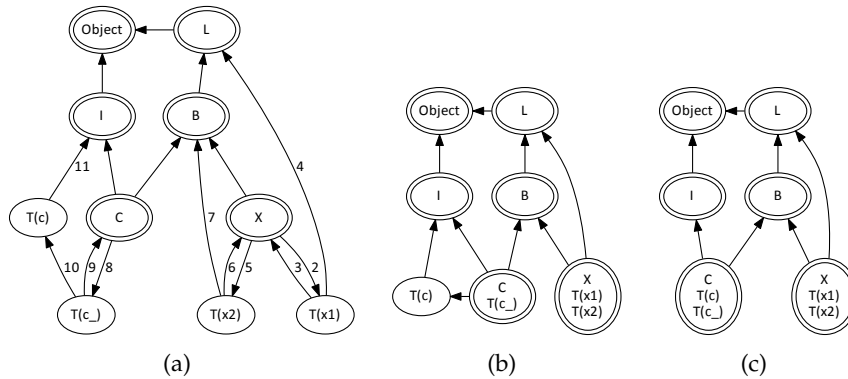 Object
L
I
B
11
4
T(c)
C
7
X
10
9
8
6
5
3
2
T(c_)
T(x2)
T(x1)
(a)
Object
L
I
B
T(c)
C
T(c_)
X
T(x1)
T(x2)
(b)
Object
L
I
B
C
T(c)
T(c_)
X
T(x1)
T(x2)
(c)